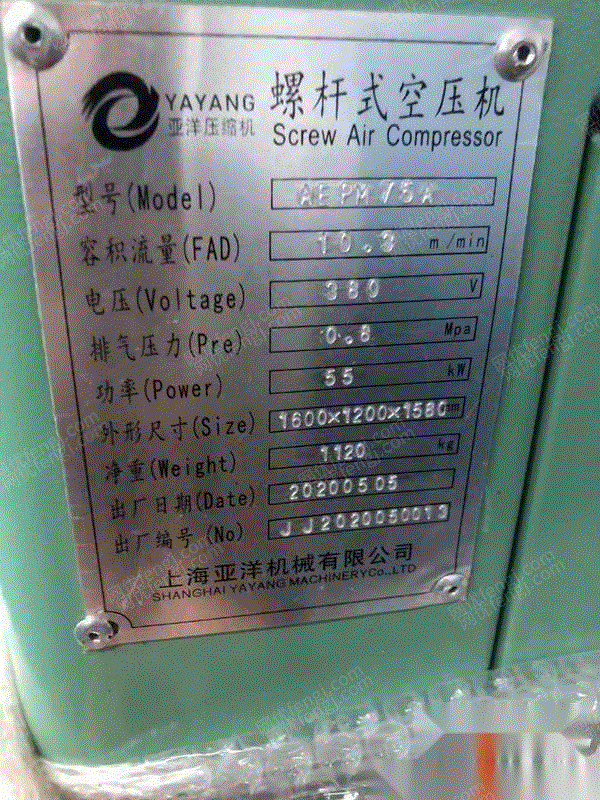 YAYANG
亚洋压缩机
螺杆式空压机
Screw Air Compressor
型号(Model) AEPM75A
容积流量(FAD) 10.3 m/min
电压(Voltage) 380 V
排气压力(Pre) 0.8 Mpa
功率(Power) 55 kW
外形尺寸(Size) 1600×1200×1580mm
净重(Weight) 1120 kg
出厂日期(Date) 20200505
出厂编号(No) JJ2020050013
上海亚洋机械有限公司
SHANGHAI YAYANG MACHINERY Co.,LTD